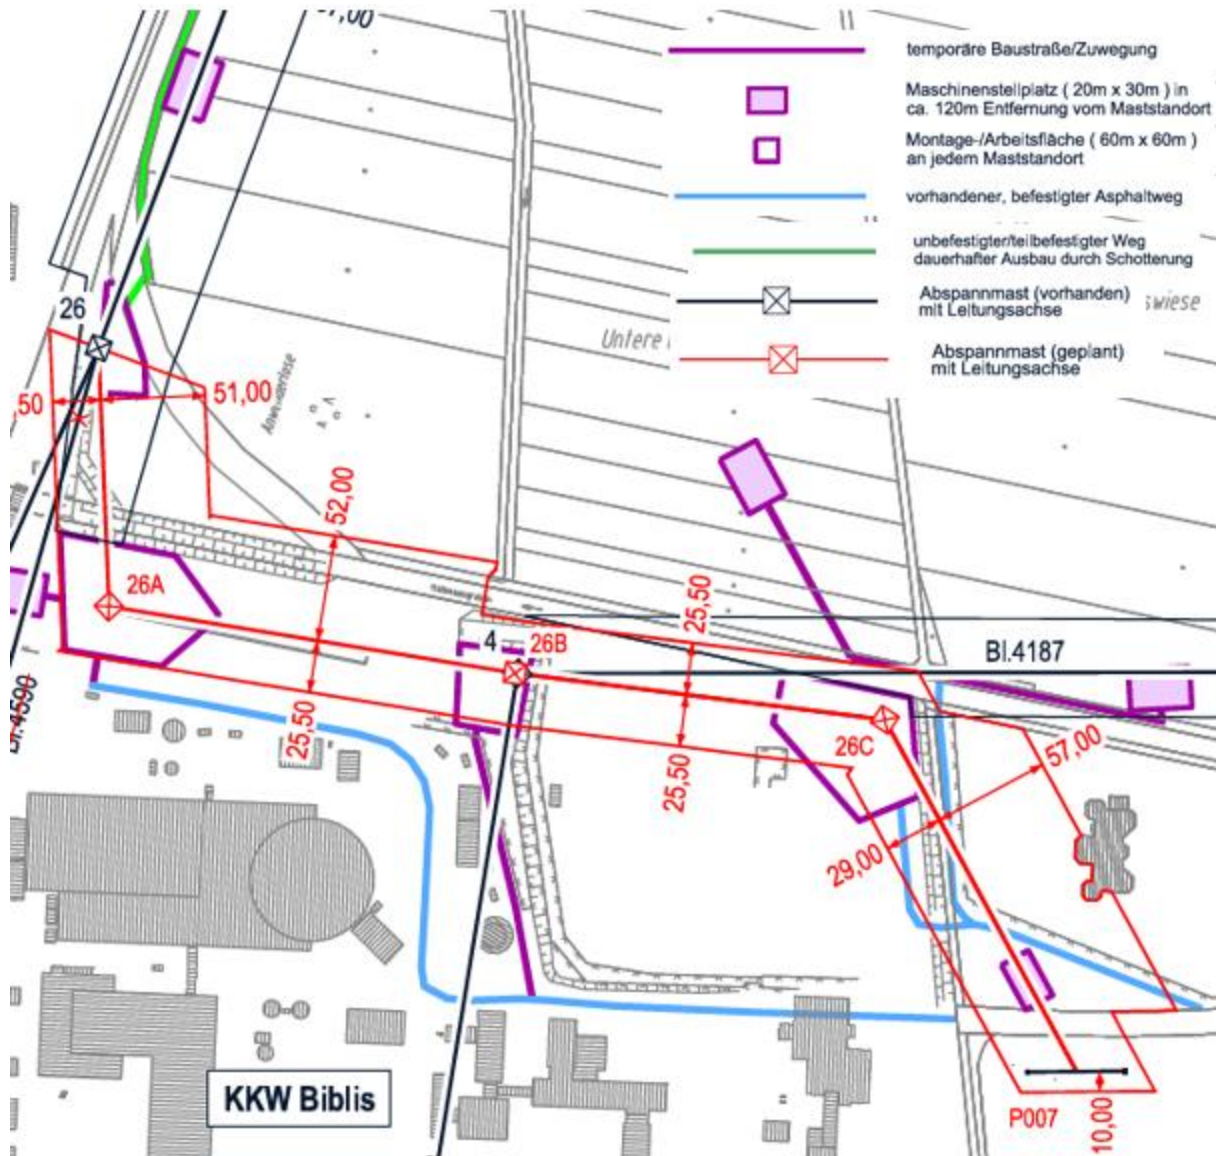 temporäre Baustraße/Zuwegung
Maschinenstellplatz ( 20m x 30m ) in
ca. 120m Entfernung vom Maststandort
Montage-/Arbeitsfläche ( 60m x 60m )
an jedem Maststandort
vorhandener, befestigter Asphaltweg
unbefestigter/teilbefestigter Weg
dauerhafter Ausbau durch Schotterung
Abspannmast (vorhanden)
mit Leitungsachse
Abspannmast (geplant)
mit Leitungsachse
swiese
Untere
26
51,00
,50
52,00
26A
4
26B
25,50
Bl.4187
Bl.4590
25,50
25,50
26C
57,00
29,00
KKW Biblis
P007
10,00